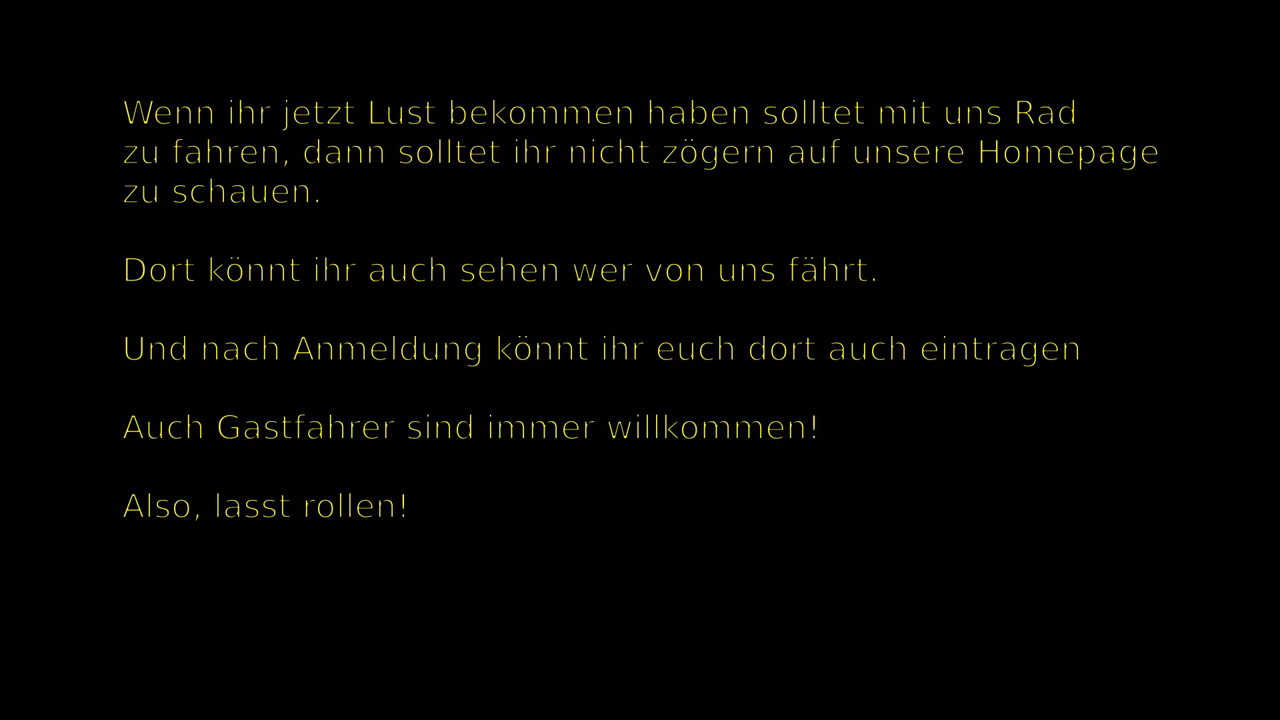 Wenn ihr jetzt Lust bekommen haben solltet mit uns Rad
zu fahren, dann solltet ihr nicht zögern auf unsere Homepage
zu schauen.
Dort könnt ihr auch sehen wer von uns fährt.
Und nach Anmeldung könnt ihr euch dort auch eintragen
Auch Gastfahrer sind immer willkommen!
Also, lasst rollen!